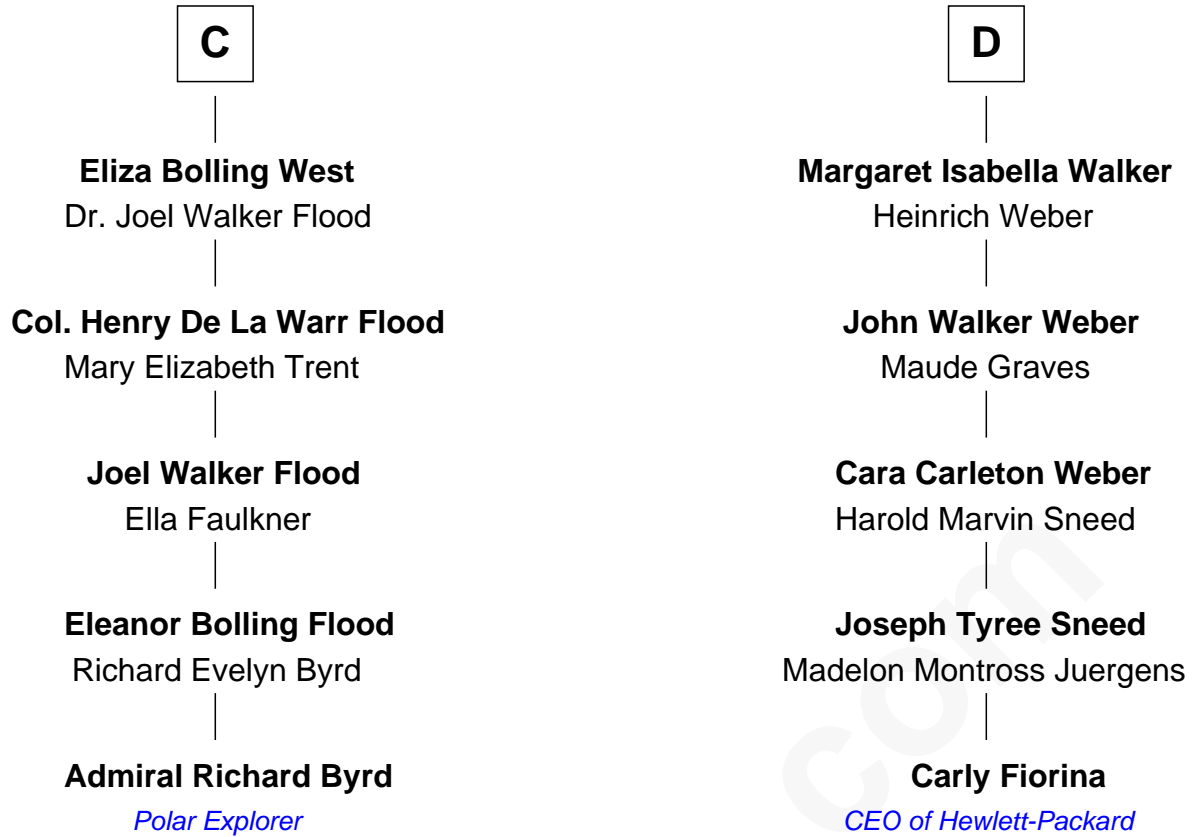 C
Eliza Bolling West
Dr. Joel Walker Flood
Col. Henry De La Warr Flood
Mary Elizabeth Trent
Joel Walker Flood
Ella Faulkner
Eleanor Bolling Flood
Richard Evelyn Byrd
Admiral Richard Byrd
Polar Explorer
D
Margaret Isabella Walker
Heinrich Weber
John Walker Weber
Maude Graves
Cara Carleton Weber
Harold Marvin Sneed
Joseph Tyree Sneed
Madelon Montross Juergens
Carly Fiorina
CEO of Hewlett-Packard
com